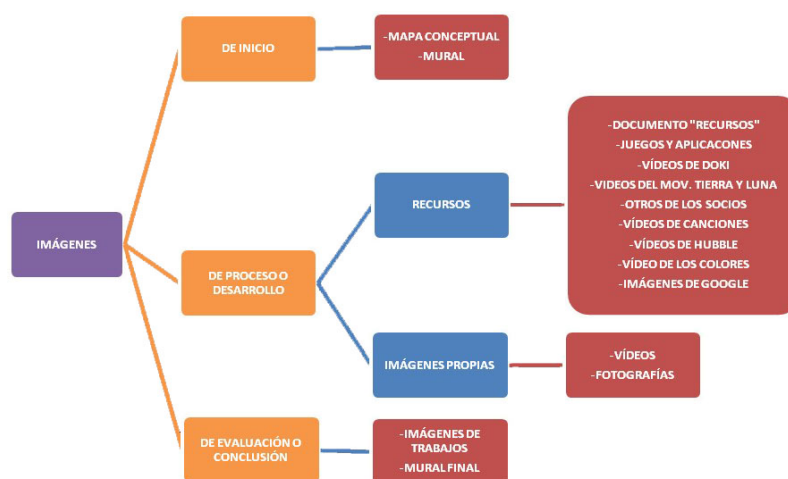 DE INICIO
-MAPA CONCEPTUAL
-MURAL
IMÁGENES
DE PROCESO O
DESARROLLO
RECURSOS
-DOCUMENTO "RECURSOS"
-JUEGOS Y APLICACONES
-VÍDEOS DE DOKI
-VIDEOS DEL MOV. TIERRA Y LUNA
-OTROS DE LOS SOCIOS
-VÍDEOS DE CANCIONES
-VÍDEOS DE HUBBLE
-VÍDEO DE LOS COLORES
-IMÁGENES DE GOOGLE
IMÁGENES PROPIAS
-VÍDEOS
-FOTOGRAFÍAS
DE EVALUACIÓN O
CONCLUSIÓN
-IMÁGENES DE
TRABAJOS
-MURAL FINAL